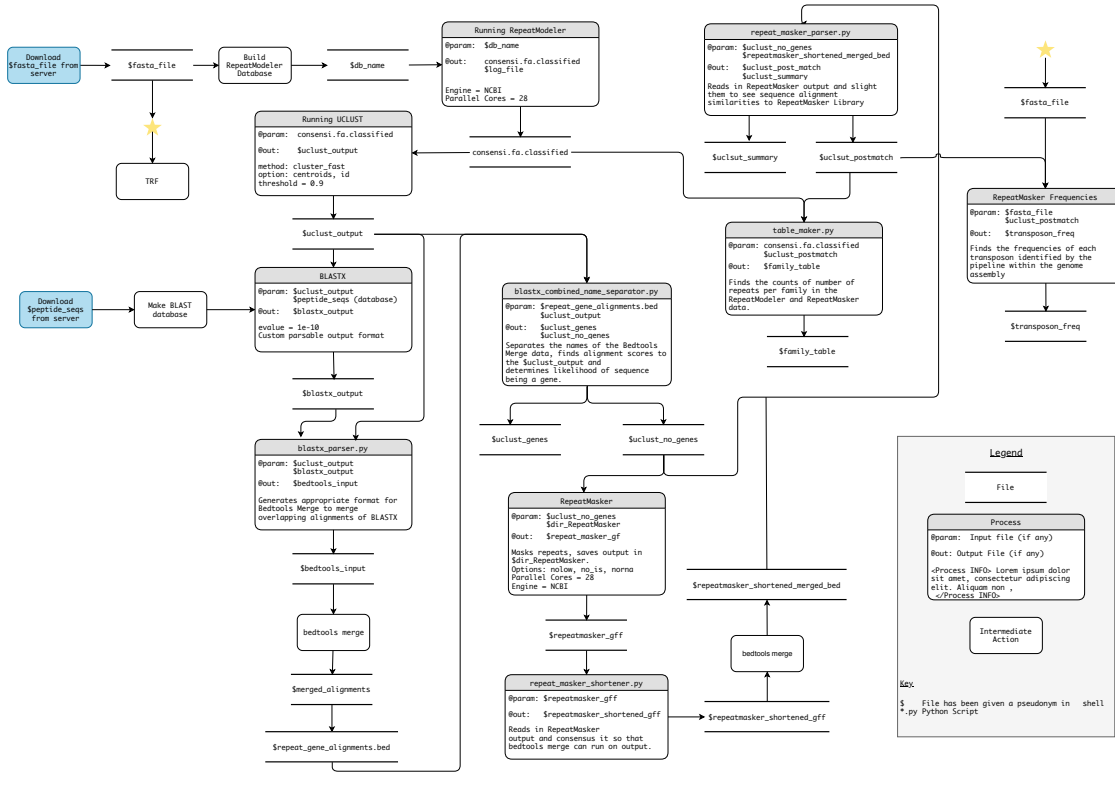 Download
$fasta_file from
server
$fasta_file
Build
RepeatModeler
Database
$db_name
Running RepeatModeler
@param:  $db_name
@out:   consensi.fa.classified
$log_file
Engine = NCBI
Parallel Cores = 28
TRF
Running UCLUST
@param:  consensi.fa.classified
@out:   $uclust_output
method: cluster_fast
option: centroids, id
threshold = 0.9
consensi.fa.classified
$uclust_output
Download
$peptide_seqs
from server
Make BLAST
database
BLASTX
@param: $uclust_output
$peptide_seqs (database)
@out:   $blastx_output
evalue = 1e-10
Custom parsable output format
$blastx_output
blastx_parser.py
@param: $uclust_output
$blastx_output
@out:   $bedtools_input
Generates appropriate format for
Bedtools Merge to merge
overlapping alignments of BLASTX
$bedtools_input
bedtools merge
$merged_alignments
$repeat_gene_alignments.bed
blastx_combined_name_separator.py
@param: $repeat_gene_alignments.bed
$uclust_output
@out:   $uclust_genes
$uclust_no_genes
Separates the names of the Bedtools
Merge data, finds alignment scores to
the $uclust_output and
determines likelihood of sequence
being a gene.
$uclust_genes
$uclust_no_genes
RepeatMasker
@param: $uclust_no_genes
$dir_RepeatMasker
@out:   $repeat_masker_gf
Masks repeats, saves output in
$dir_RepeatMasker.
Options: nolow, no_is, norna
Parallel Cores = 28
Engine = NCBI
$repeatmasker_gff
repeat_masker_shortener.py
@param: $repeatmasker_gff
@out:   $repeatmasker_shortened_gff
Reads in RepeatMasker
output and consensus it so that
bedtools merge can run on output.
$repeatmasker_shortened_gff
bedtools merge
$repeatmasker_shortened_merged_bed
repeat_masker_parser.py
@param: $uclust_no_genes
$repeatmasker_shortened_merged_bed
@out:   $uclust_post_match
$uclust_summary
Reads in RepeatMasker output and slight
them to see sequence alignment
similarities to RepeatMasker Library
$uclsut_summary
$uclsut_postmatch
table_maker.py
@param: consensi.fa.classified
$uclust_postmatch
@out:   $family_table
Finds the counts of number of
repeats per family in the
RepeatModeler and RepeatMasker
data.
$family_table
$fasta_file
RepeatMasker Frequencies
@param: $fasta_file
$uclust_postmatch
@out:   $transposon_freq
Finds the frequencies of each
transposon identified by the
pipeline within the genome
assembly
$transposon_freq
Legend
File
Process
@param:  Input file (if any)
@out: Output File (if any)
<Process INFO> Lorem ipsum dolor
sit amet, consectetur adipiscing
elit. Aliquam non ,
</Process INFO>
Intermediate
Action
Key
$    File has been given a pseudonym in   shell
*.py Python Script